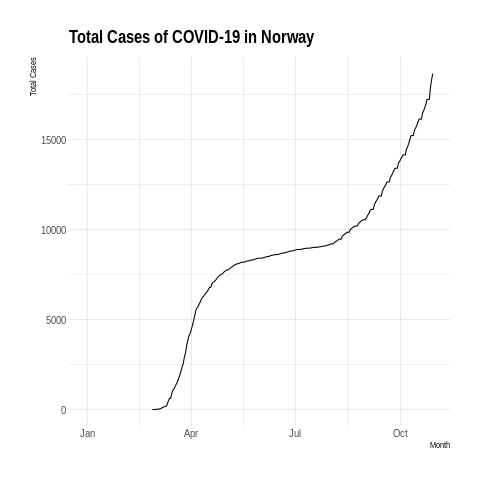 Total Cases of COVID-19 in Norway
Total Cases
15000
10000
5000
0
Jan Apr Jul Oct
Month